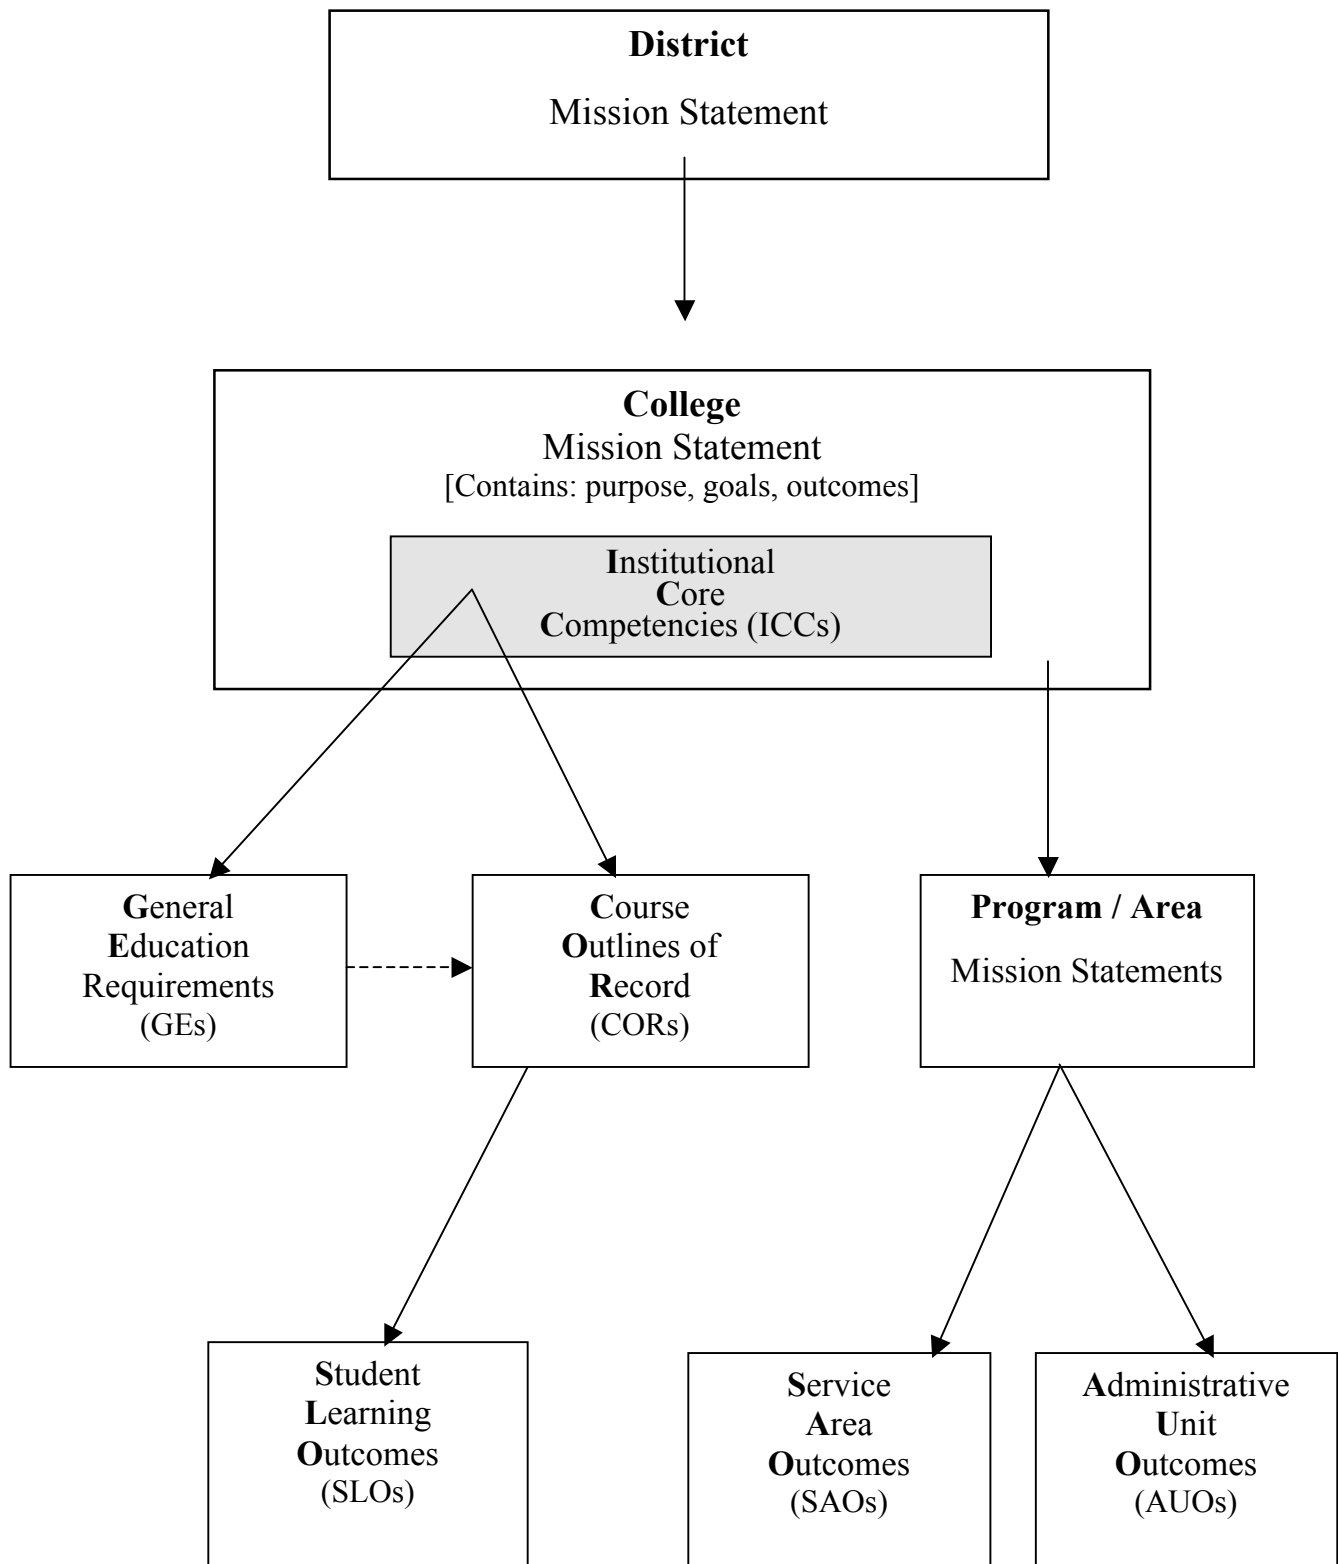 District
Mission Statement
College
Mission Statement
[Contains: purpose, goals, outcomes]
Institutional
Core
Competencies (ICCs)
General
Education
Requirements
(GEs)
Course
Outlines of
Record
(CORs)
Program / Area
Mission Statements
Student
Learning
Outcomes
(SLOs)
Service
Area
Outcomes
(SAOs)
Administrative
Unit
Outcomes
(AUOs)